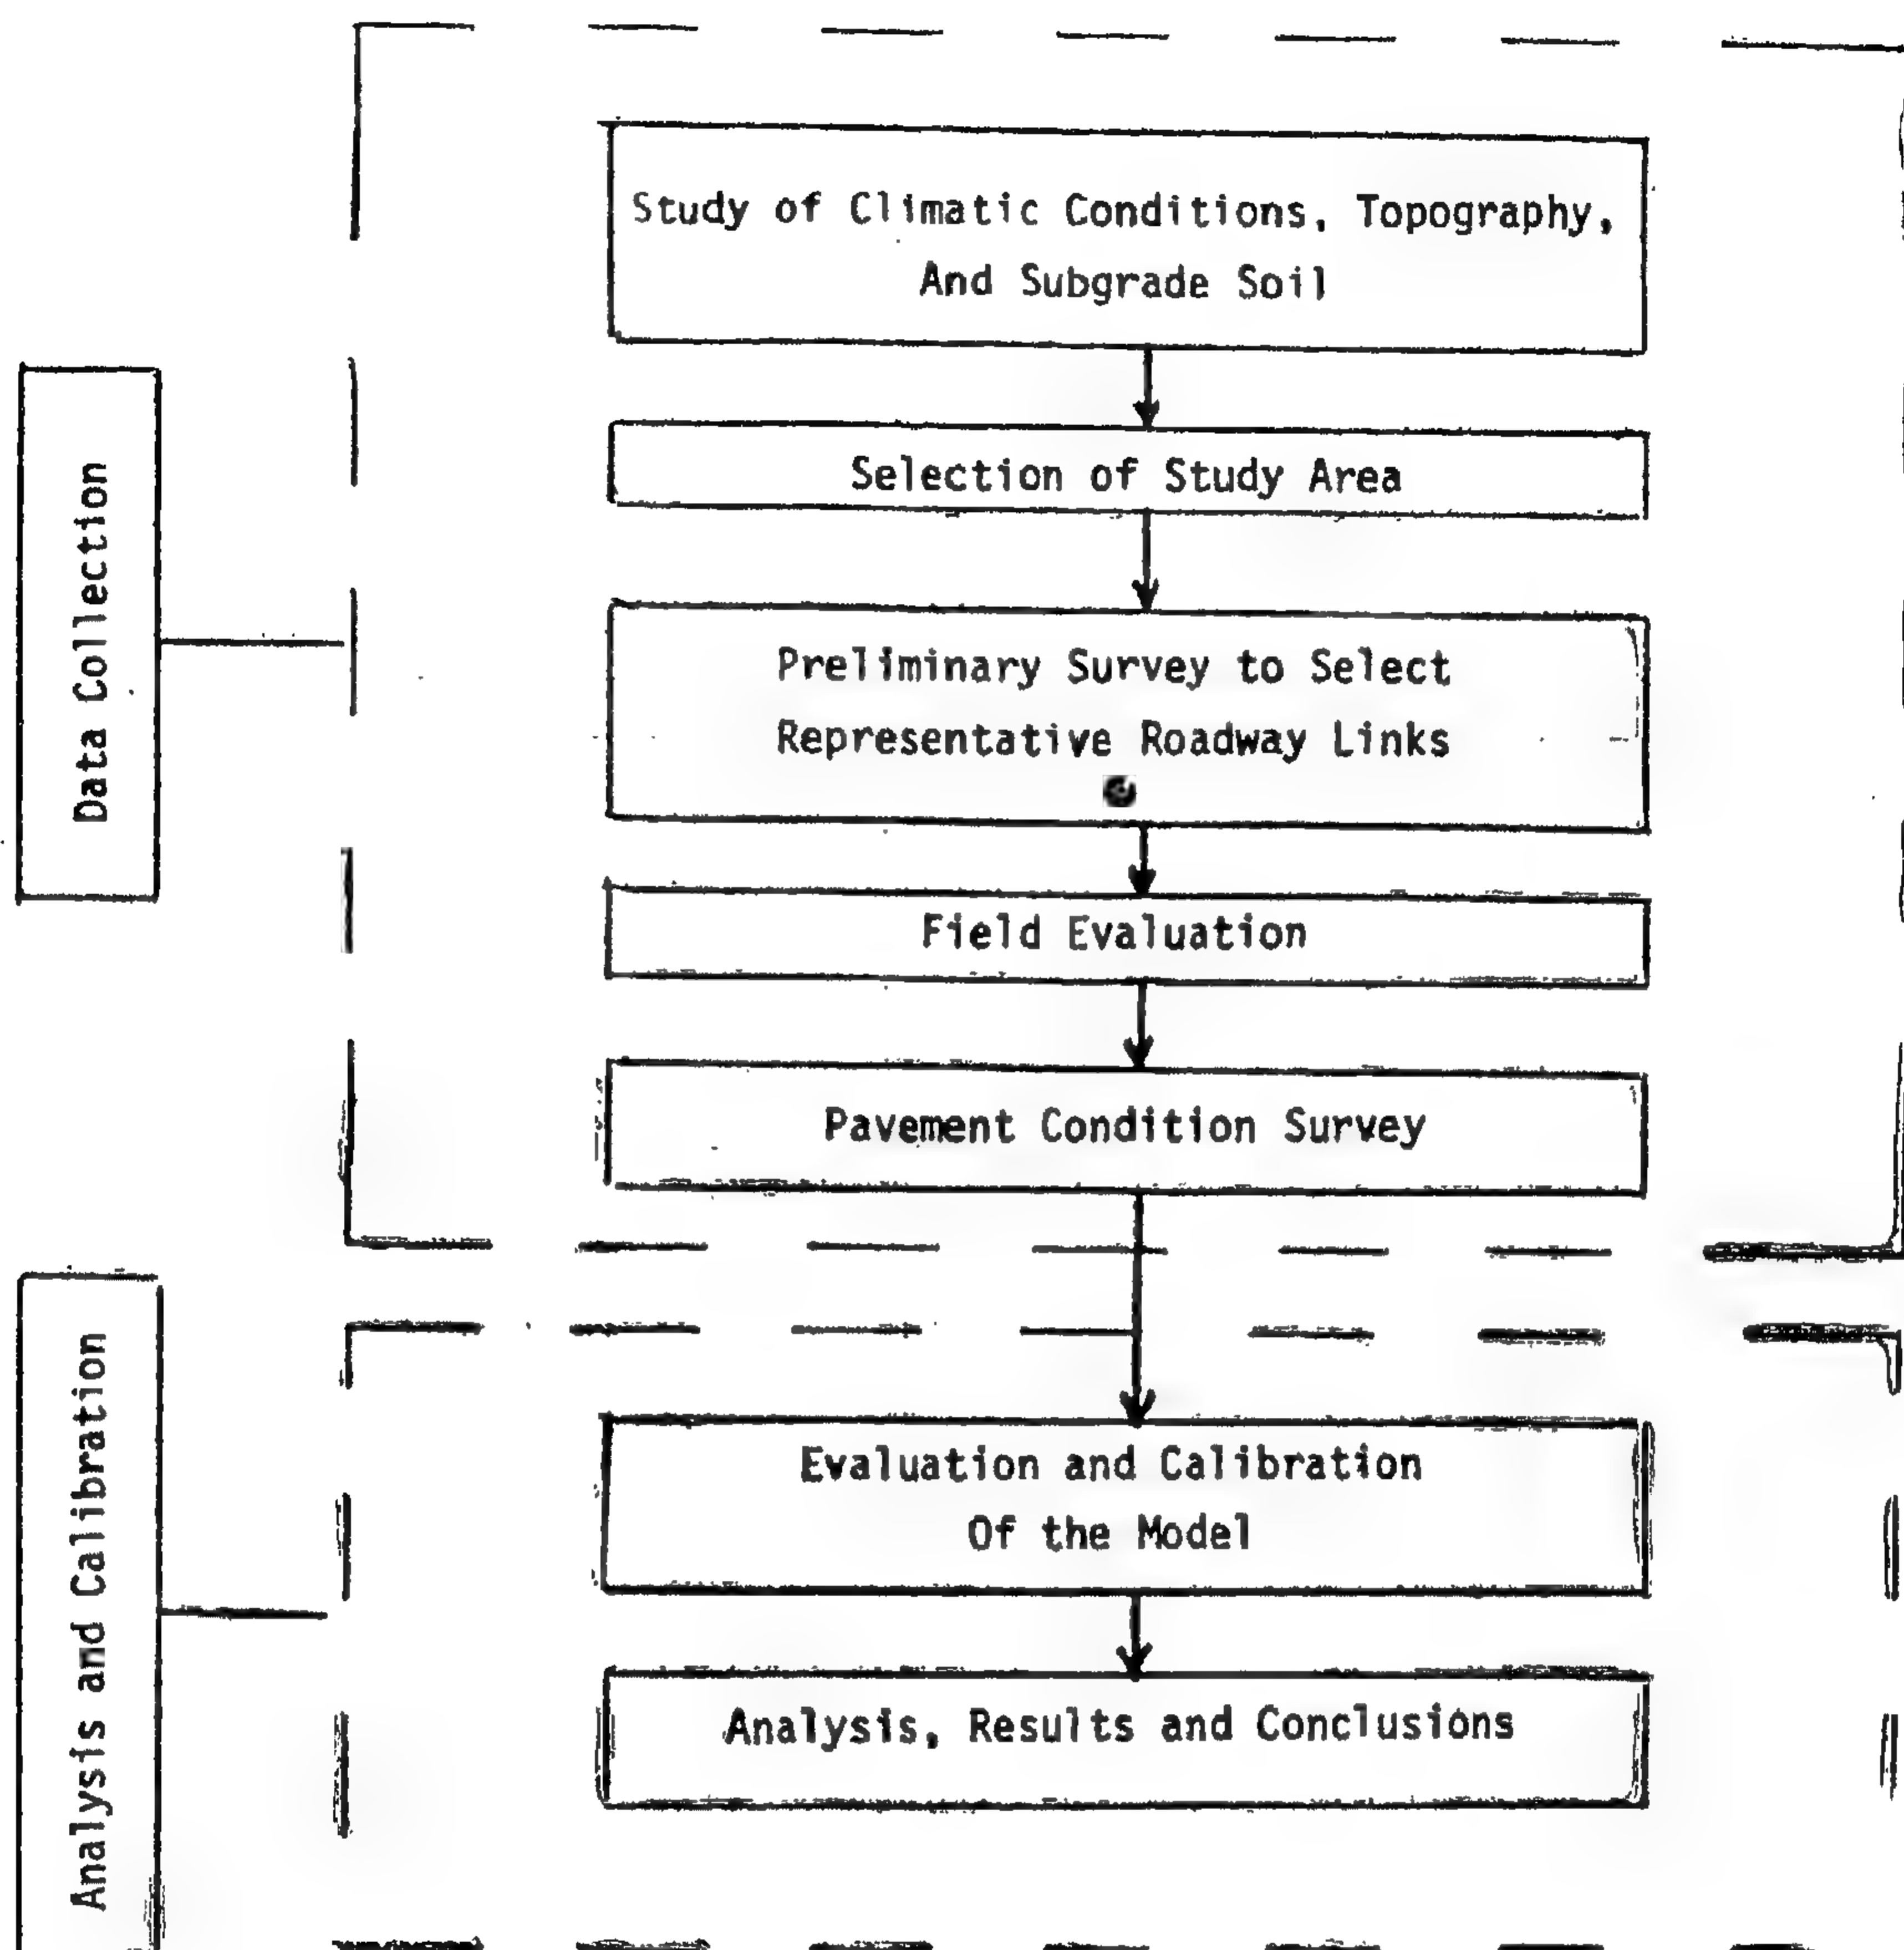 Data Collection
Study of Climatic Conditions, Topography,
And Subgrade Soil
Selection of Study Area
Preliminary Survey to Select
Representative Roadway Links
Field Evaluation
Pavement Condition Survey
Analysis and Calibration
Evaluation and Calibration
Of the Model
Analysis, Results and Conclusions